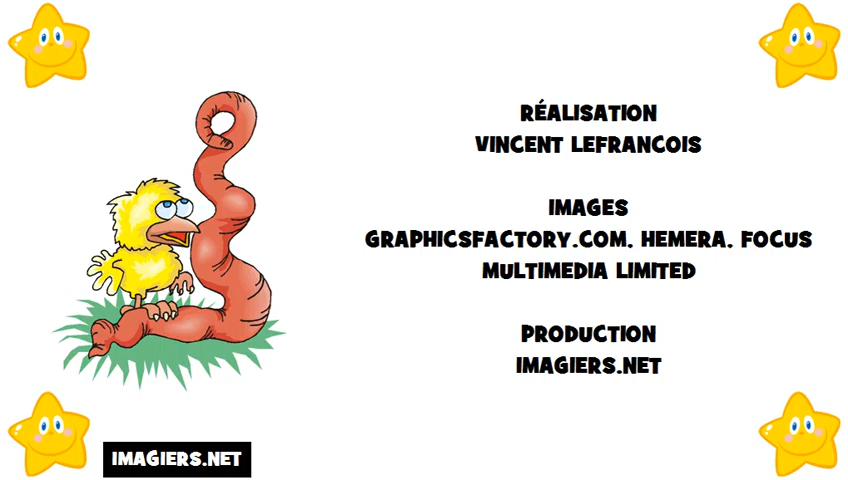 RÉALISATION
VINCENT LEFRANCOIS
IMAGES
GRAPHICSFACTORY.COM, HEMERA, FOCUS
MULTIMEDIA LIMITED
PRODUCTION
IMAGIERS.NET
IMAGIERS.NET